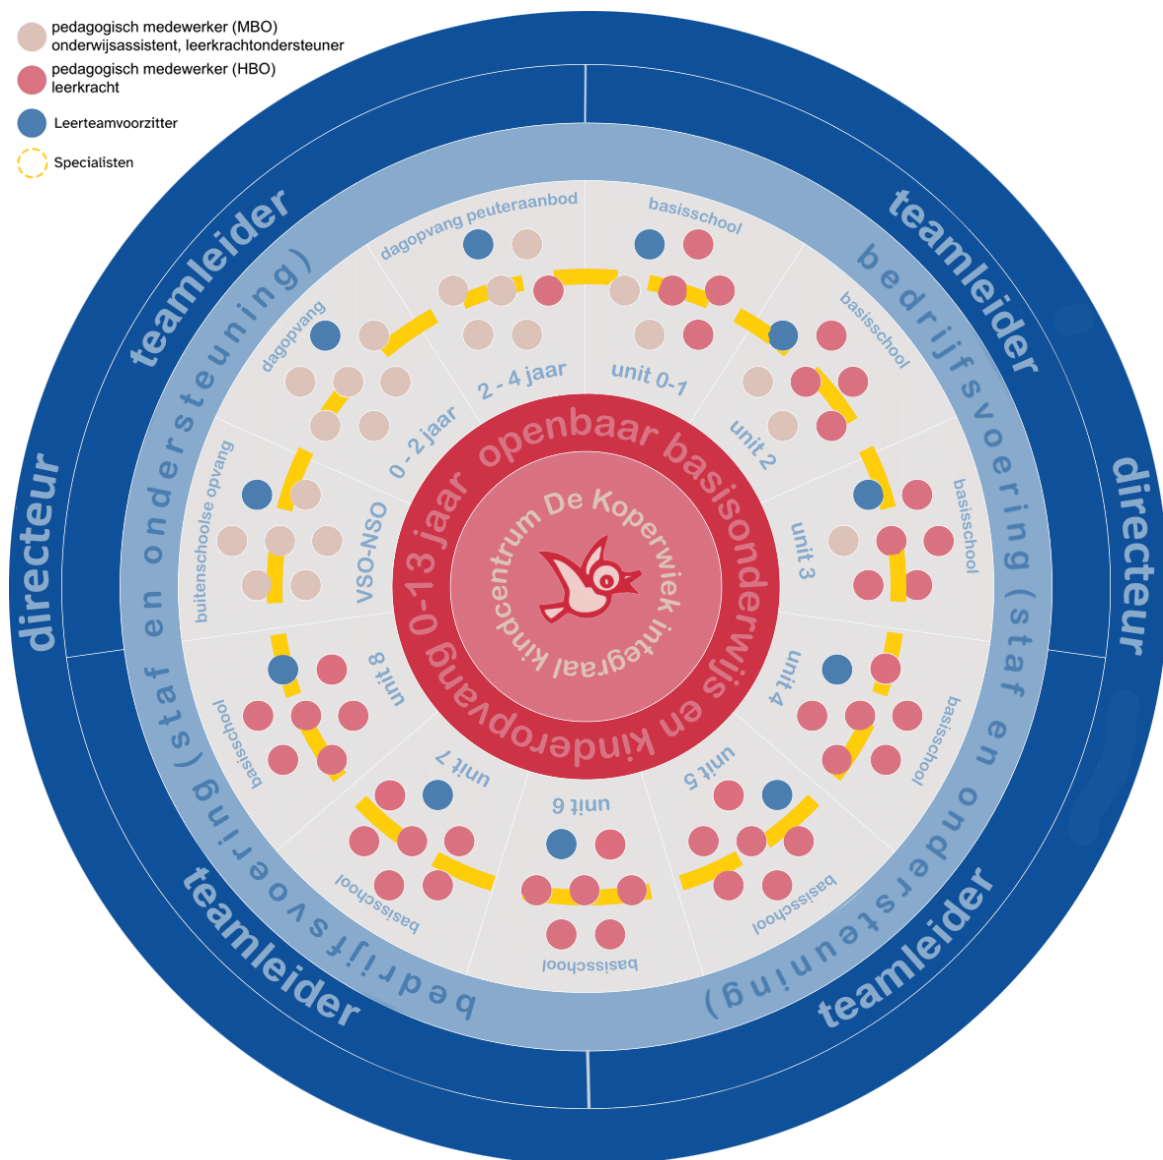 pedagogisch medewerker (MBO)
onderwijsassistent, leerkrachtondersteuner
pedagogisch medewerker (HBO)
leerkracht
Leerteamvoorzitter
Specialisten
directeur
directeur
teamleider
teamleider
teamleider
teamleider
bedrijfsvoering (staf en ondersteuning)
bedrijfsvoering (staf en ondersteuning)
dagopvang peuteraanbod
2 - 4 jaar
basisschool
unit 0-1
basisschool
unit 2
basisschool
unit 3
basisschool
unit 4
basisschool
unit 5
basisschool
unit 6
basisschool
unit 7
basisschool
unit 8
buitenschoolse opvang
VSO-NSO
dagopvang
0 - 2 jaar
openbaar basisonderwijs en kinderopvang 0-13 jaar
De Koperwiek integraal kindcentrum